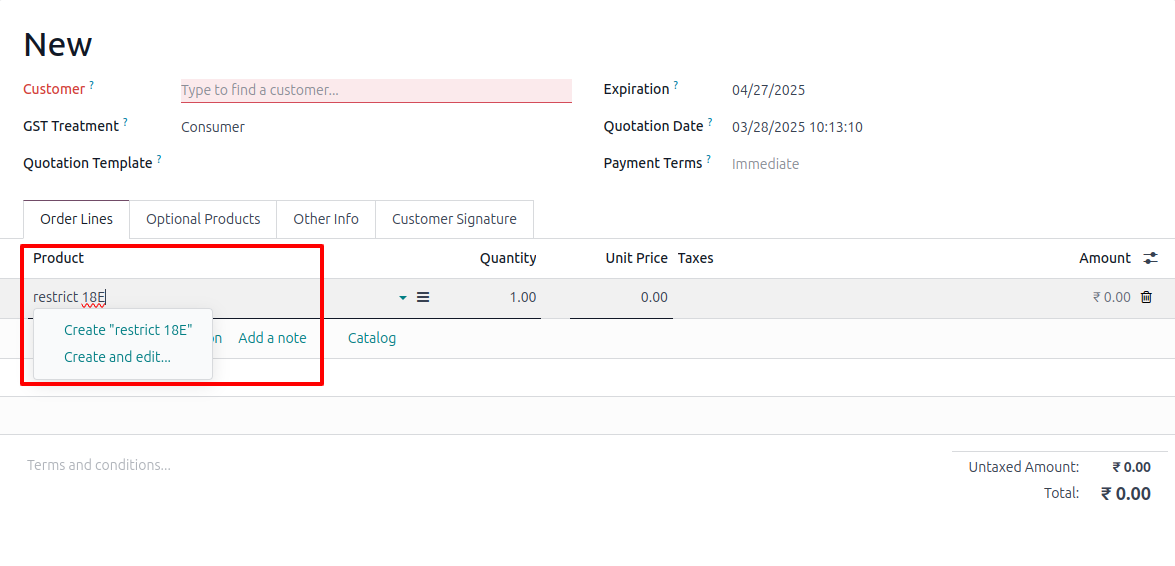 New
Customer ? Type to find a customer... Expiration ? 04/27/2025
GST Treatment ? Consumer Quotation Date ? 03/28/2025 10:13:10
Quotation Template ? Payment Terms ? Immediate
Order Lines Optional Products Other Info Customer Signature
Product Quantity Unit Price Taxes Amount
restrict 18E 1.00 0.00 ₹ 0.00
Create "restrict 18E"
on Add a note Catalog
Create and edit...
Terms and conditions...
Untaxed Amount: ₹ 0.00
Total: ₹ 0.00